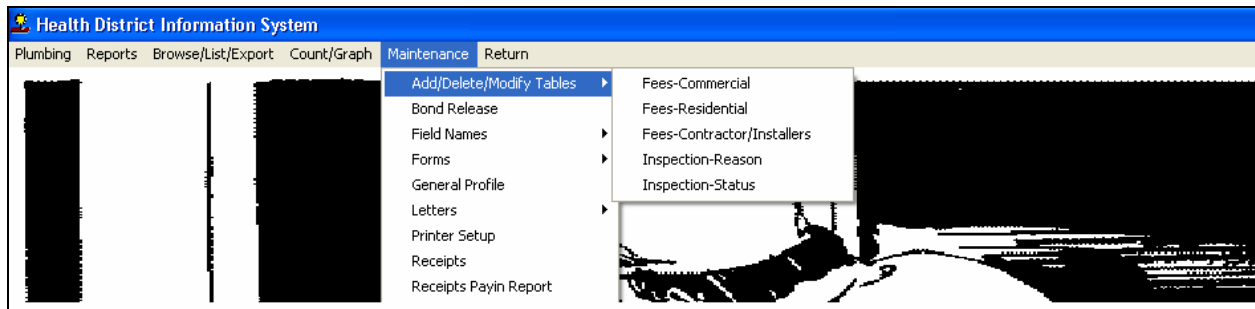 Health District Information System
Plumbing Reports Browse/List/Export Count/Graph Maintenance Return
Add/Delete/Modify Tables
Bond Release
Field Names
Forms
General Profile
Letters
Printer Setup
Receipts
Receipts Payin Report
Fees-Commercial
Fees-Residential
Fees-Contractor/Installers
Inspection-Reason
Inspection-Status